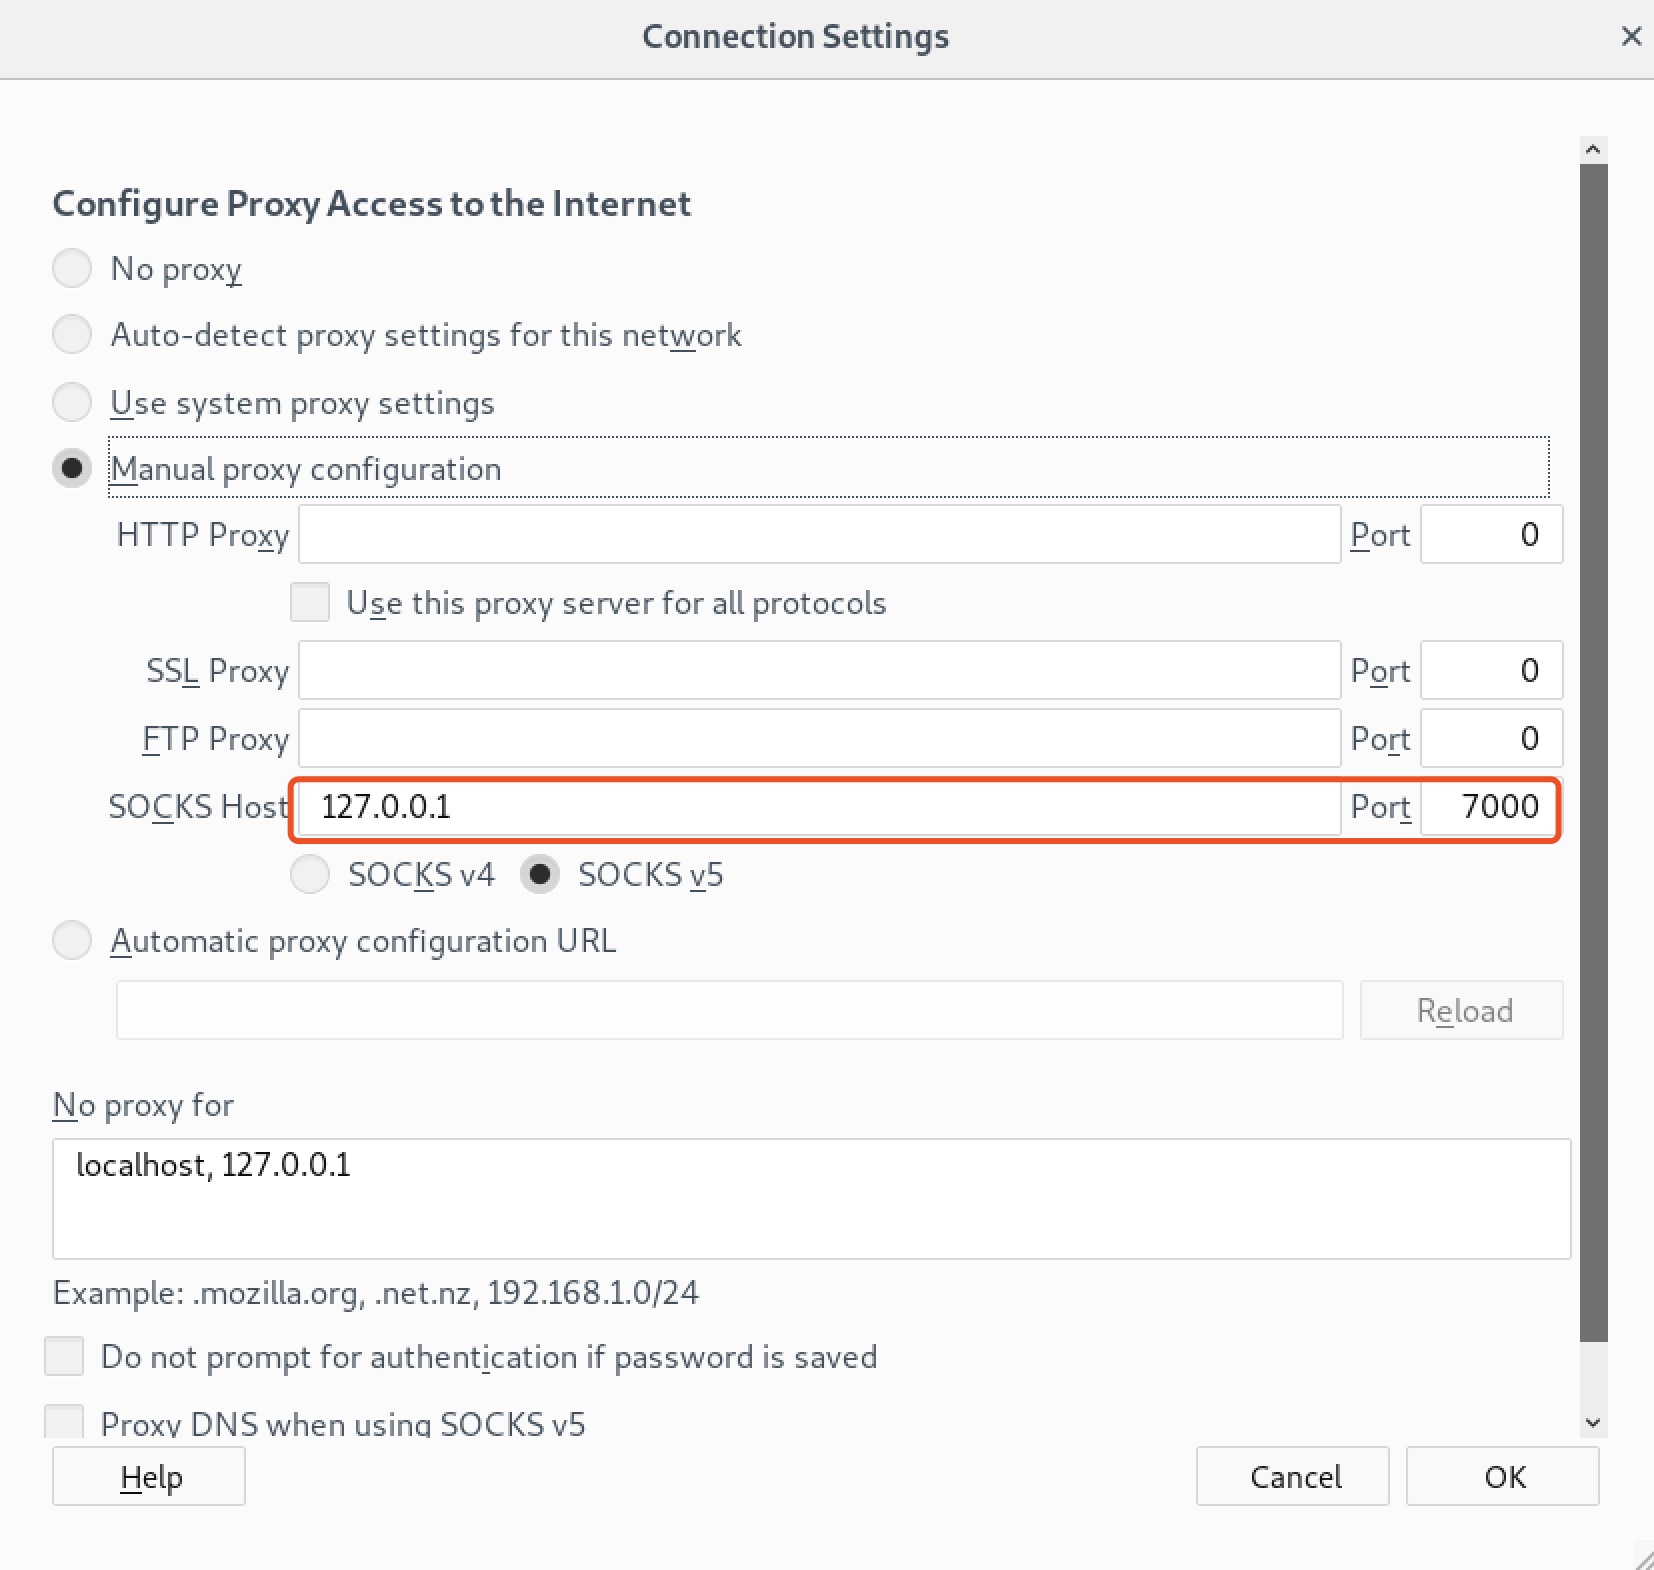 Connection Settings
Configure Proxy Access to the Internet
No proxy
Auto-detect proxy settings for this network
Use system proxy settings
Manual proxy configuration
HTTP Proxy Port 0
Use this proxy server for all protocols
SSL Proxy Port 0
FTP Proxy Port 0
SOCKS Host 127.0.0.1 Port 7000
SOCKS v4 SOCKS v5
Automatic proxy configuration URL
Reload
No proxy for
localhost, 127.0.0.1
Example: .mozilla.org, .net.nz, 192.168.1.0/24
Do not prompt for authentication if password is saved
Proxy DNS when using SOCKS v5
Help Cancel OK